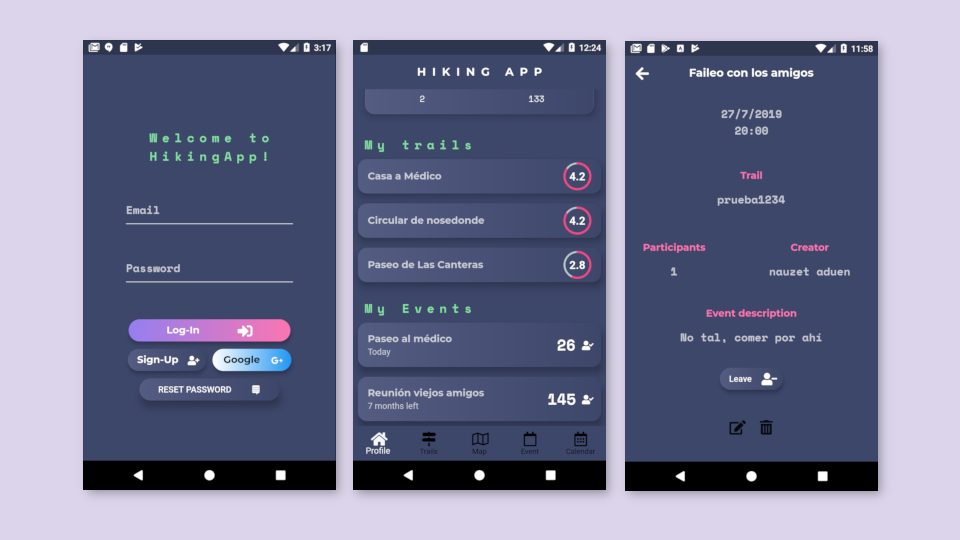 3:17
Welcome to
HikingApp!
Email
Password
Log-In
Sign-Up
Google
G+
RESET PASSWORD
12:24
HIKING APP
2 133
My trails
Casa a Médico 4.2
Circular de nosedonde 4.2
Paseo de Las Canteras 2.8
My Events
Paseo al médico
Today
26
Reunión viejos amigos
7 months left
145
Profile Trails Map Event Calendar
11:58
Faileo con los amigos
27/7/2019
20:00
Trail
prueba1234
Participants Creator
1 nauzet aduen
Event description
No tal, comer por ahí
Leave